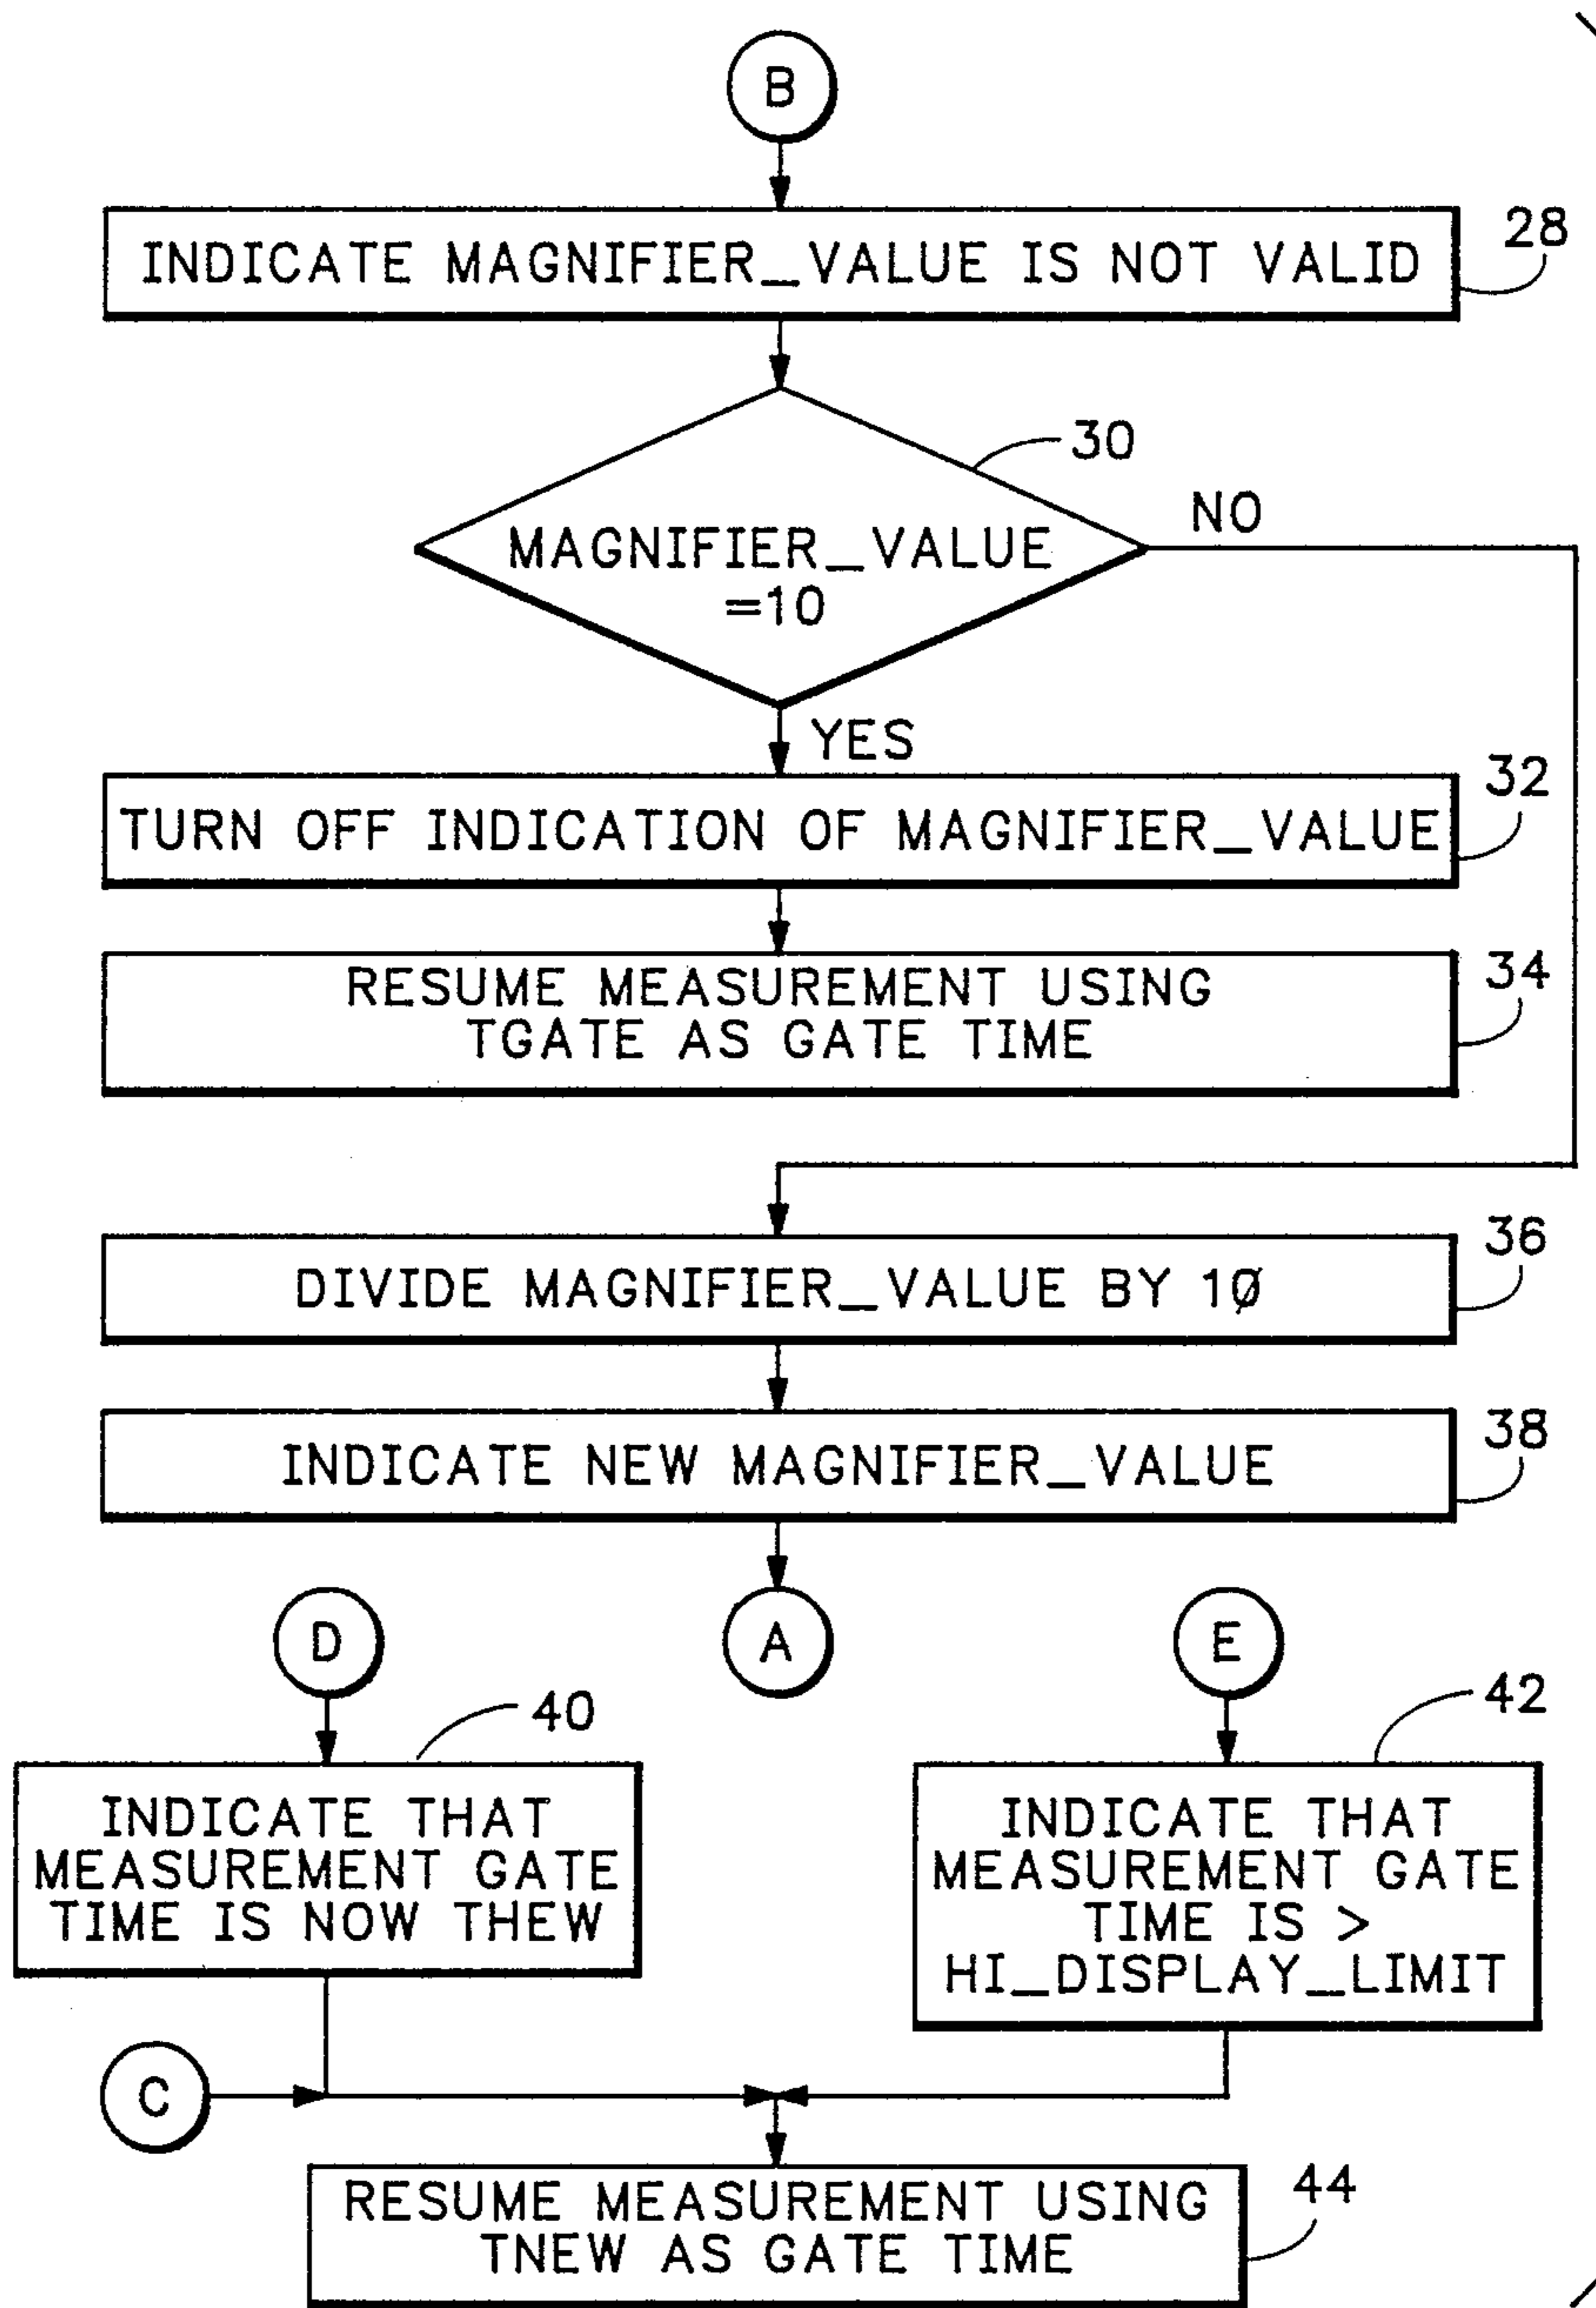 B
INDICATE MAGNIFIER_VALUE IS NOT VALID
28
30
MAGNIFIER_VALUE
=10
NO
YES
TURN OFF INDICATION OF MAGNIFIER_VALUE
32
RESUME MEASUREMENT USING
TGATE AS GATE TIME
34
DIVIDE MAGNIFIER_VALUE BY 1Ø
36
INDICATE NEW MAGNIFIER_VALUE
38
D
A
E
40
42
INDICATE THAT
MEASUREMENT GATE
TIME IS NOW THEW
INDICATE THAT
MEASUREMENT GATE
TIME IS >
HI_DISPLAY_LIMIT
C
RESUME MEASUREMENT USING
TNEW AS GATE TIME
44